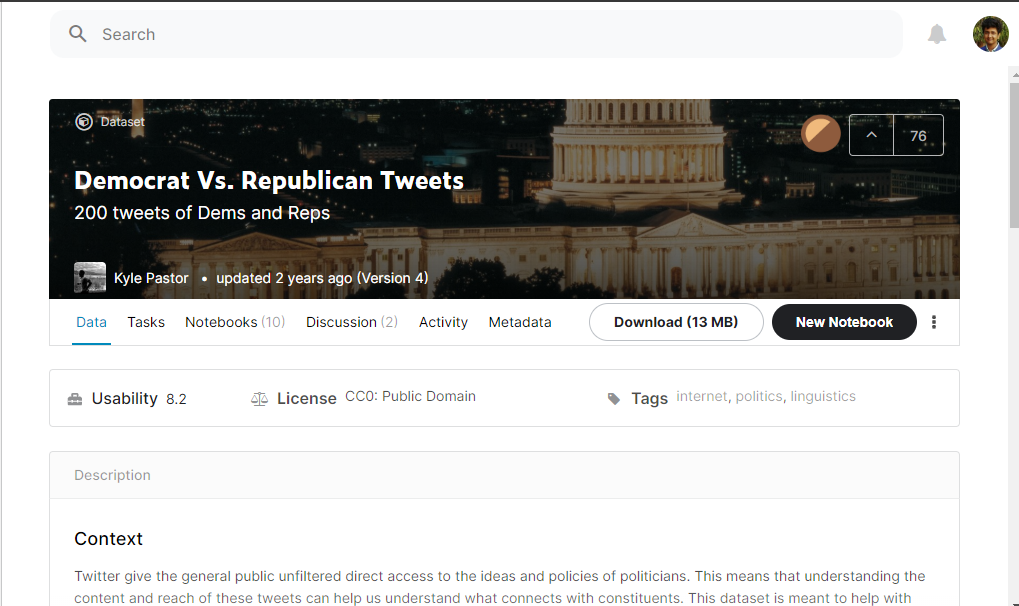 Search
Dataset
76
Democrat Vs. Republican Tweets
200 tweets of Dems and Reps
Kyle Pastor • updated 2 years ago (Version 4)
Data Tasks Notebooks (10) Discussion (2) Activity Metadata Download (13 MB) New Notebook
Usability 8.2 License CC0: Public Domain Tags internet, politics, linguistics
Description
Context
Twitter give the general public unfiltered direct access to the ideas and policies of politicians. This means that understanding the
content and reach of these tweets can help us understand what connects with constituents. This dataset is meant to help with